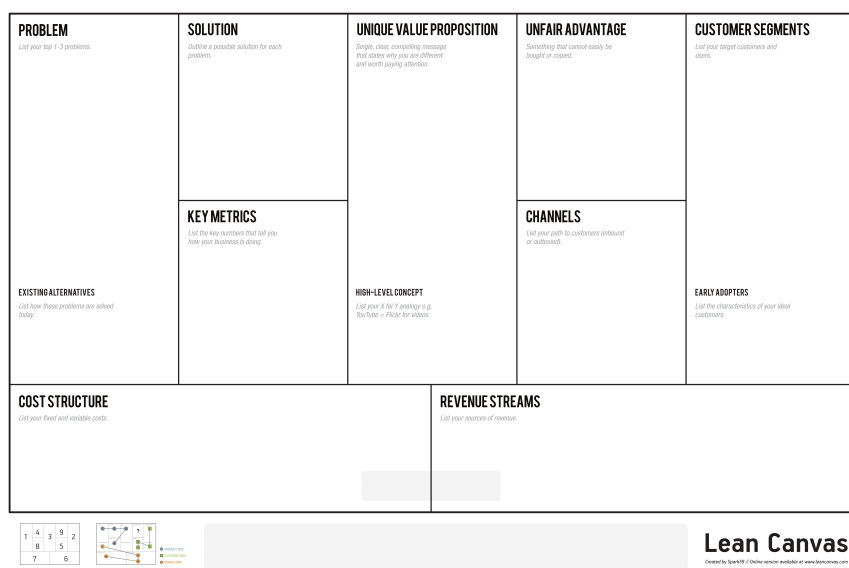 PROBLEM
List your top 1-3 problems.
EXISTING ALTERNATIVES
List how these problems are solved
today.
SOLUTION
Outline a possible solution for each
problem.
KEY METRICS
List the key numbers that tell you
how your business is doing.
UNIQUE VALUE PROPOSITION
Single, clear, compelling message
that states why you are different
and worth paying attention.
HIGH-LEVEL CONCEPT
List your X for Y analogy e.g.
YouTube = Flickr for videos.
UNFAIR ADVANTAGE
Something that cannot easily be
bought or copied.
CHANNELS
List your path to customers (inbound
or outbound).
CUSTOMER SEGMENTS
List your target customers and
users.
EARLY ADOPTERS
List the characteristics of your ideal
customers.
COST STRUCTURE
List your fixed and variable costs.
REVENUE STREAMS
List your sources of revenue.
1 4 3 9 2
8 5
7 6
?
Lean Canvas
Created by Spark59 // Online version available at www.leancanvas.com